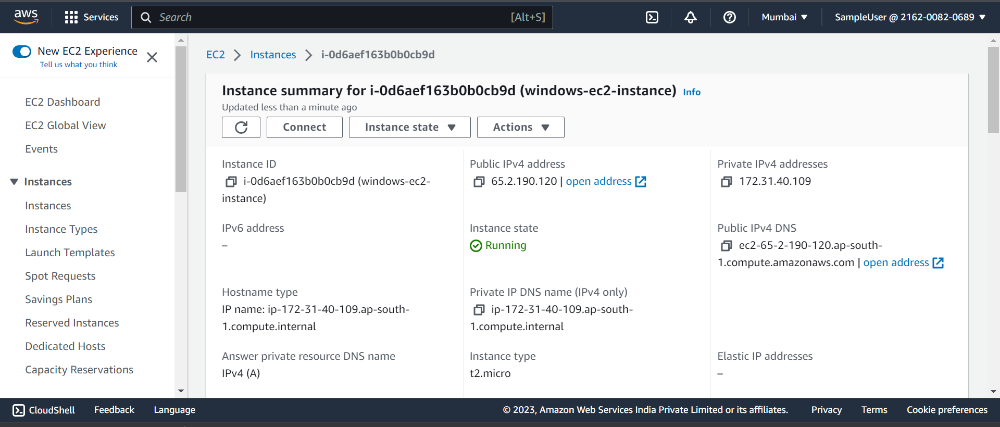 aws
Services
Search
[Alt+S]
Mumbai
SampleUser @ 2162-0082-0689
New EC2 Experience
Tell us what you think
EC2 Dashboard
EC2 Global View
Events
Instances
Instances
Instance Types
Launch Templates
Spot Requests
Savings Plans
Reserved Instances
Dedicated Hosts
Capacity Reservations
EC2
Instances
i-0d6aef163b0b0cb9d
Instance summary for i-0d6aef163b0b0cb9d (windows-ec2-instance) Info
Updated less than a minute ago
Connect
Instance state
Actions
Instance ID
i-0d6aef163b0b0cb9d (windows-ec2-
instance)
Public IPv4 address
65.2.190.120 | open address
Private IPv4 addresses
172.31.40.109
IPv6 address
–
Instance state
Running
Public IPv4 DNS
ec2-65-2-190-120.ap-south-
1.compute.amazonaws.com | open address
Hostname type
IP name: ip-172-31-40-109.ap-south-
1.compute.internal
Private IP DNS name (IPv4 only)
ip-172-31-40-109.ap-south-
1.compute.internal
Answer private resource DNS name
IPv4 (A)
Instance type
t2.micro
Elastic IP addresses
–
CloudShell
Feedback
Language
© 2023, Amazon Web Services India Private Limited or its affiliates.
Privacy
Terms
Cookie preferences